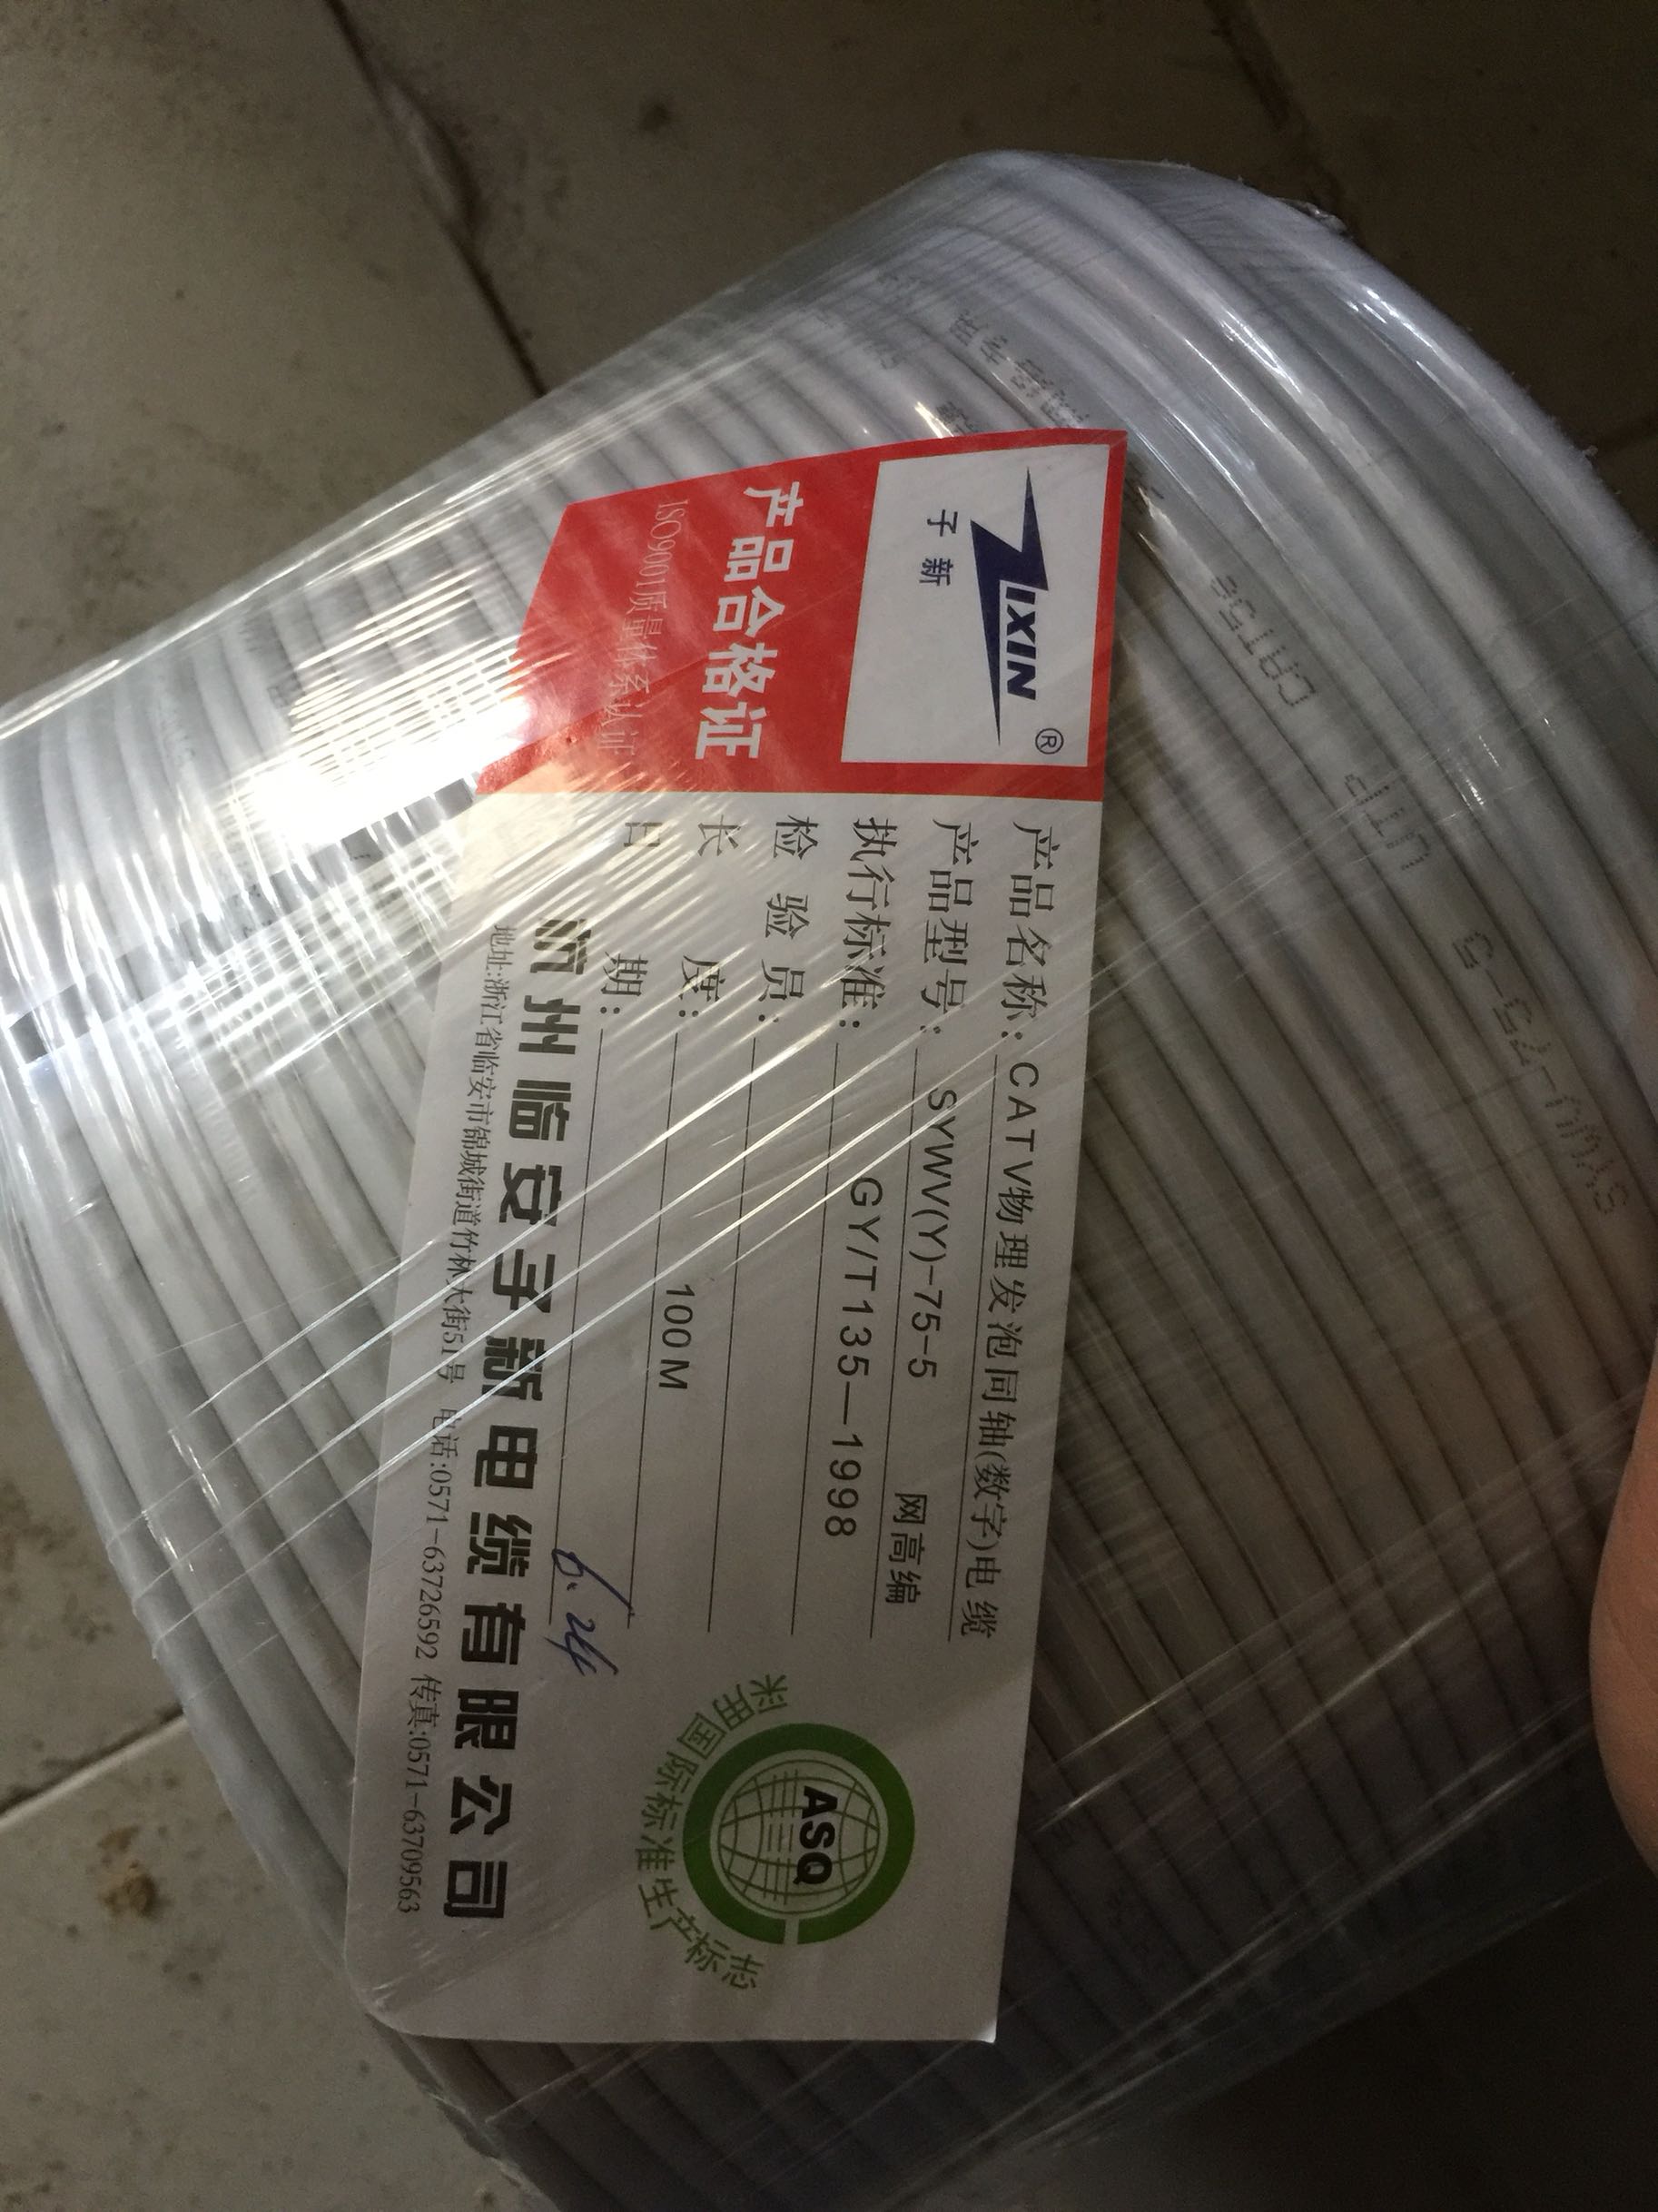 ZIXIN ®
子新
产品合格证
ISO9001质量体系认证
产品名称: CATV物理发泡同轴(数字)电缆
产品型号: SYWV(Y)-75-5 网高编
执行标准: GY/T135—1998
检验员:
长度: 100M
日期: 6.24
杭州临安子新电缆有限公司
地址:浙江省临安市锦城街道竹林大街51号 电话:0571-63726592 传真:0571-63709563
ASQ
采用国际标准生产标志